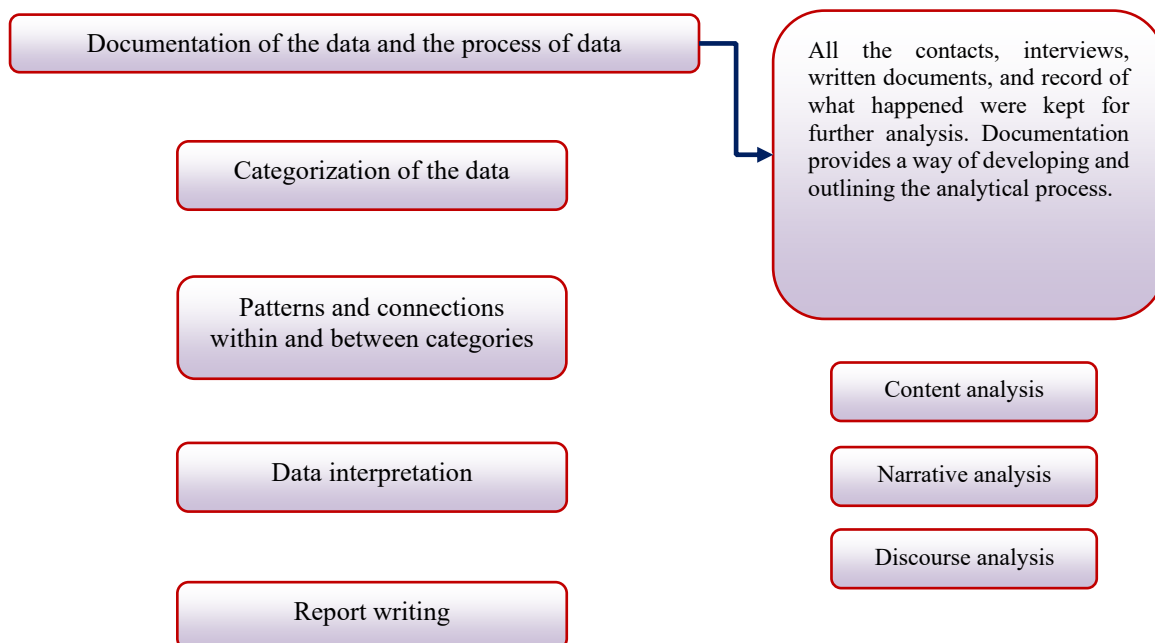 Documentation of the data and the process of data
All the contacts, interviews,
written documents, and record of
what happened were kept for
further analysis. Documentation
provides a way of developing and
outlining the analytical process.
Categorization of the data
Patterns and connections
within and between categories
Content analysis
Data interpretation
Narrative analysis
Discourse analysis
Report writing